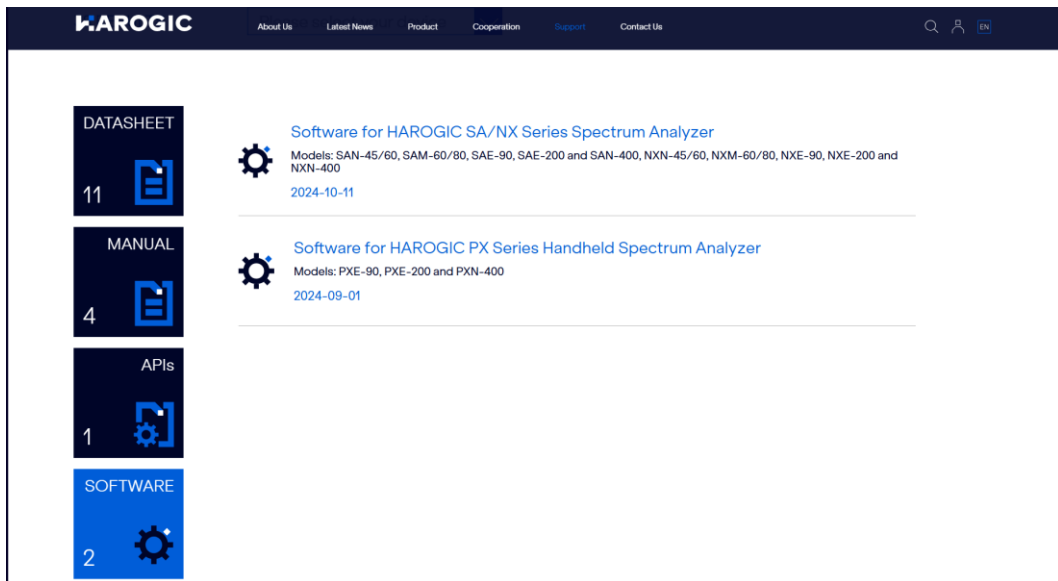 HAROGIC
About Us
Latest News
Product
Cooperation
Support
Contact Us
EN
DATASHEET
11
MANUAL
4
APIs
1
SOFTWARE
2
Software for HAROGIC SA/NX Series Spectrum Analyzer
Models: SAN-45/60, SAM-60/80, SAE-90, SAE-200 and SAN-400, NXN-45/60, NXM-60/80, NXE-90, NXE-200 and
NXN-400
2024-10-11
Software for HAROGIC PX Series Handheld Spectrum Analyzer
Models: PXE-90, PXE-200 and PXN-400
2024-09-01